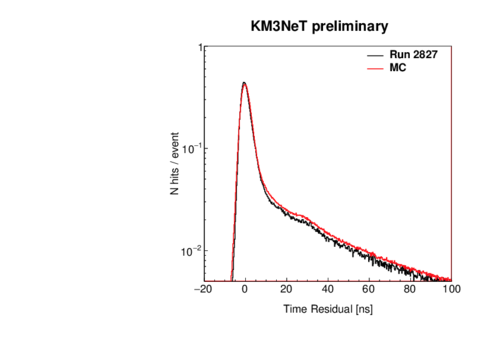 KM3NeT preliminary
Run 2827
MC
1
10⁻¹
10⁻²
N hits / event
−20 0 20 40 60 80 100
Time Residual [ns]